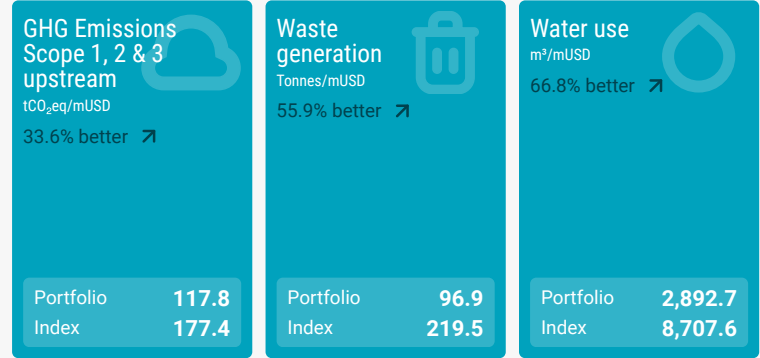 GHG Emissions
Scope 1, 2 & 3
upstream
tCO₂eq/mUSD
33.6% better
Portfolio 117.8
Index 177.4
Waste
generation
Tonnes/mUSD
55.9% better
Portfolio 96.9
Index 219.5
Water use
m³/mUSD
66.8% better
Portfolio 2,892.7
Index 8,707.6